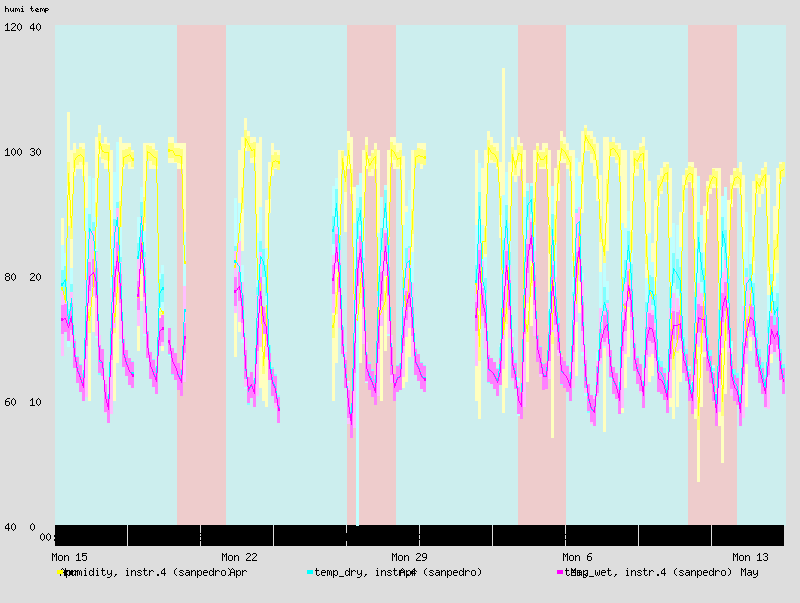 humi temp
120 40
100 30
80 20
60 10
40 0
00:
Mon 15 Mon 22 Mon 29 Mon 6 Mon 13
humidity, instr.4 (sanpedro) Apr temp_dry, instr.4 (sanpedro) temp_wet, instr.4 (sanpedro) May